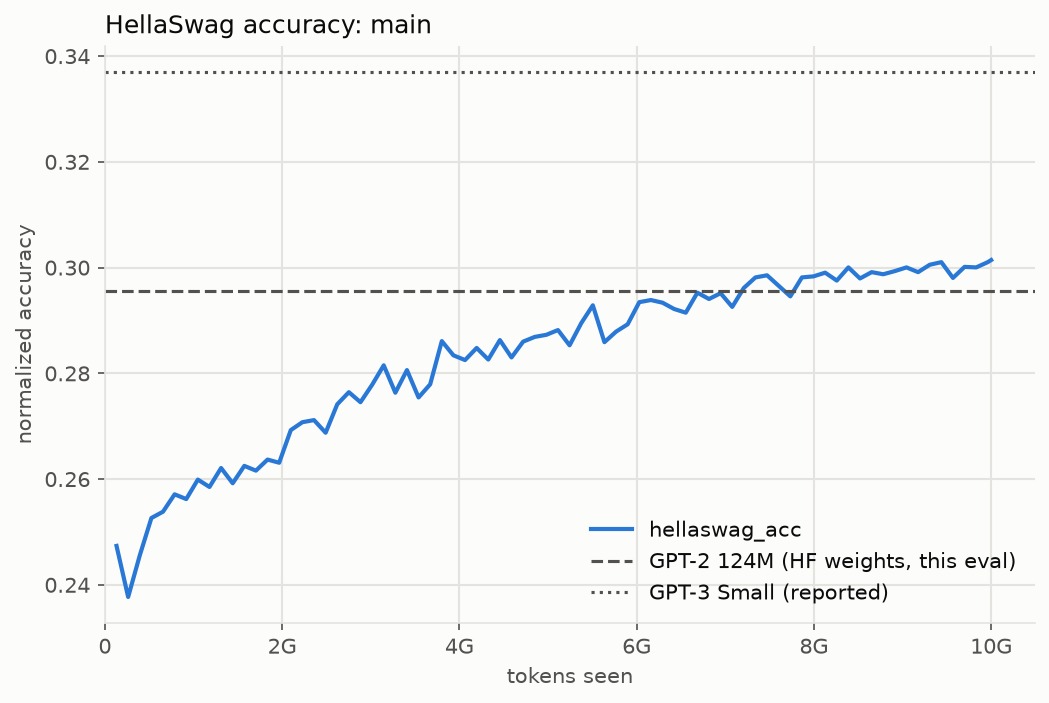 HellaSwag accuracy: main
0.34
0.32
0.30
0.28
0.26
0.24
normalized accuracy
hellaswag_acc
GPT-2 124M (HF weights, this eval)
GPT-3 Small (reported)
0 2G 4G 6G 8G 10G
tokens seen